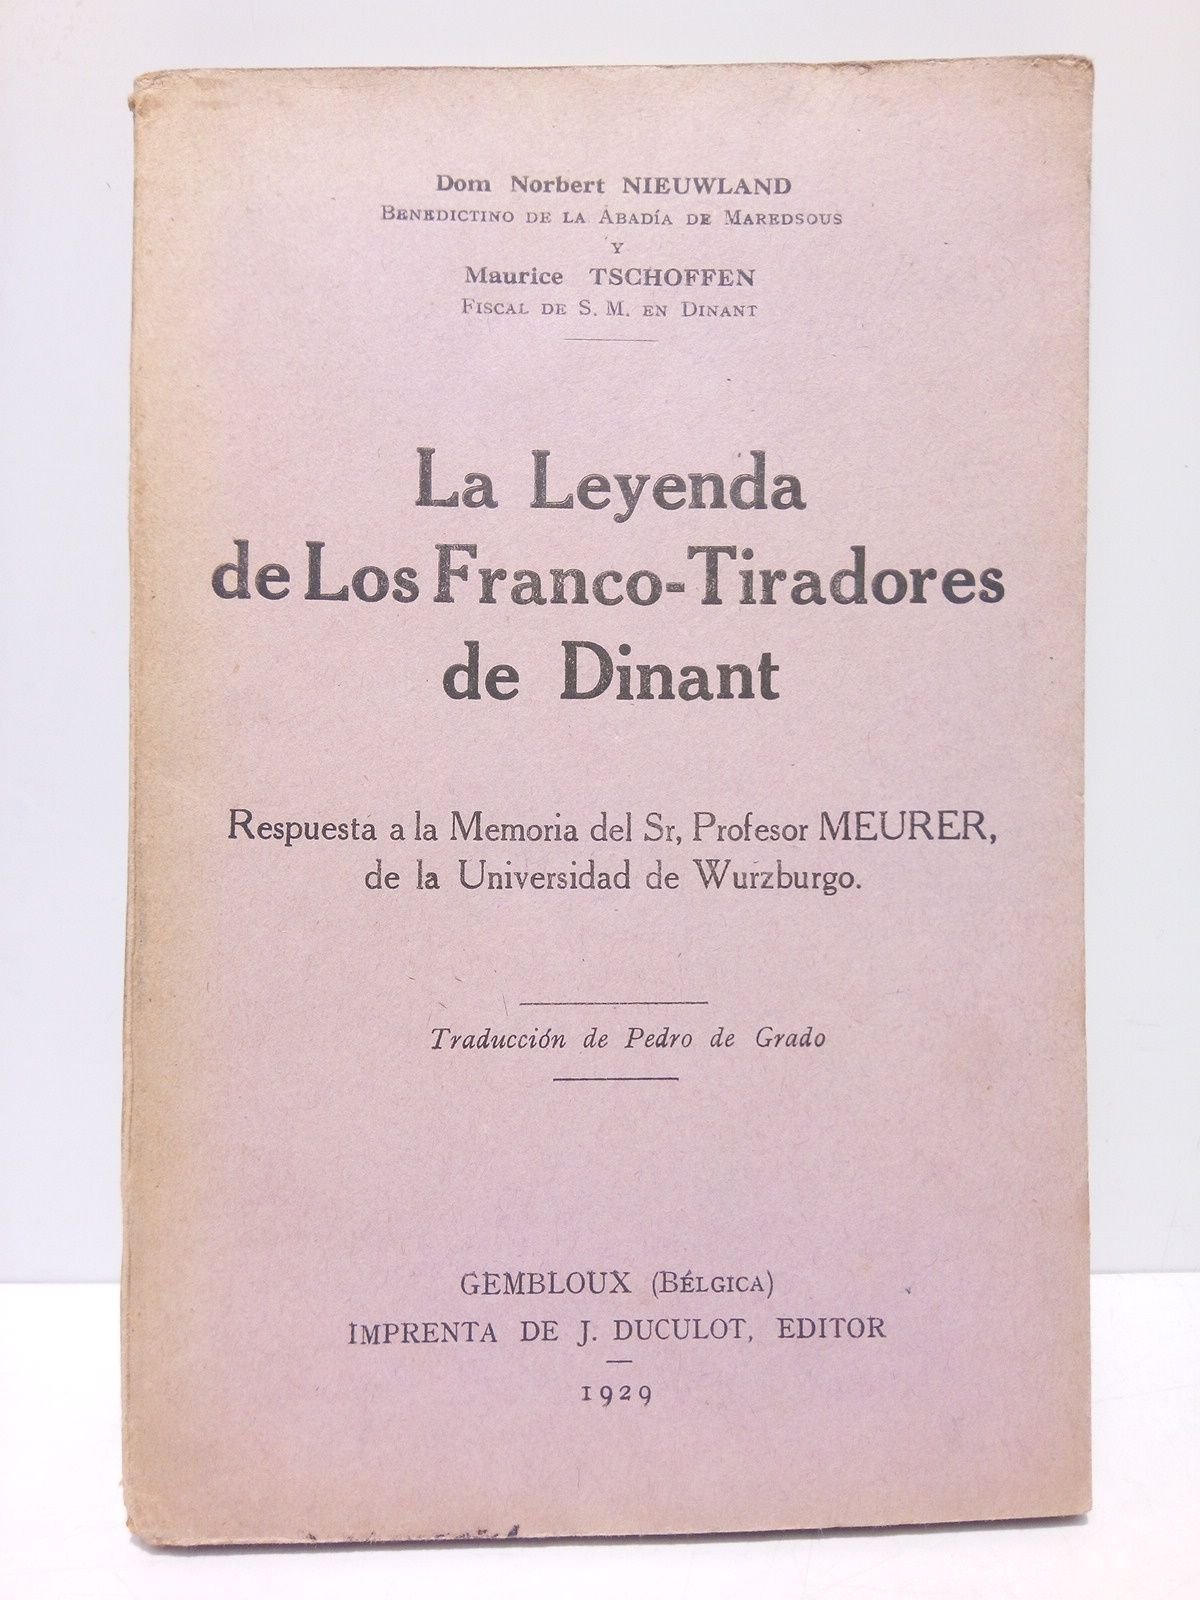 Dom Norbert NIEUWLAND
BENEDICTINO DE LA ABADÍA DE MAREDSOUS
Y
Maurice TSCHOFFEN
FISCAL DE S. M. EN DINANT
La Leyenda
de Los Franco-Tiradores
de Dinant
Respuesta a la Memoria del Sr, Profesor MEURER,
de la Universidad de Wurzburgo.
Traducción de Pedro de Grado
GEMBLOUX (BÉLGICA)
IMPRENTA DE J. DUCULOT, EDITOR
1929